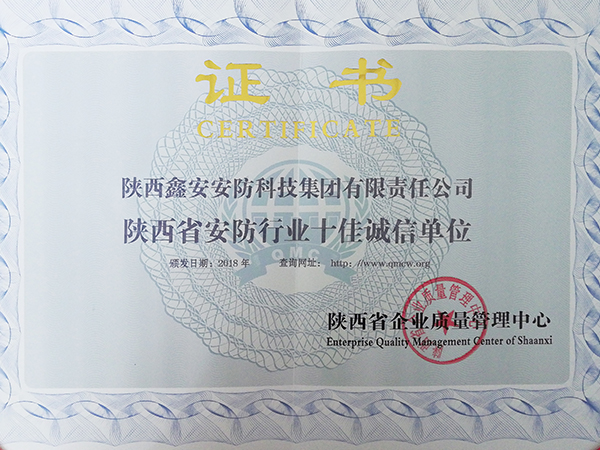 证书
CERTIFICATE
陕西鑫安安防科技集团有限责任公司
陕西省安防行业十佳诚信单位
QMC
颁发日期：2018 年 查询网址： http: //www.qmcw.org
陕西省企业质量管理中心
Enterprise Quality Management Center of Shaanxi